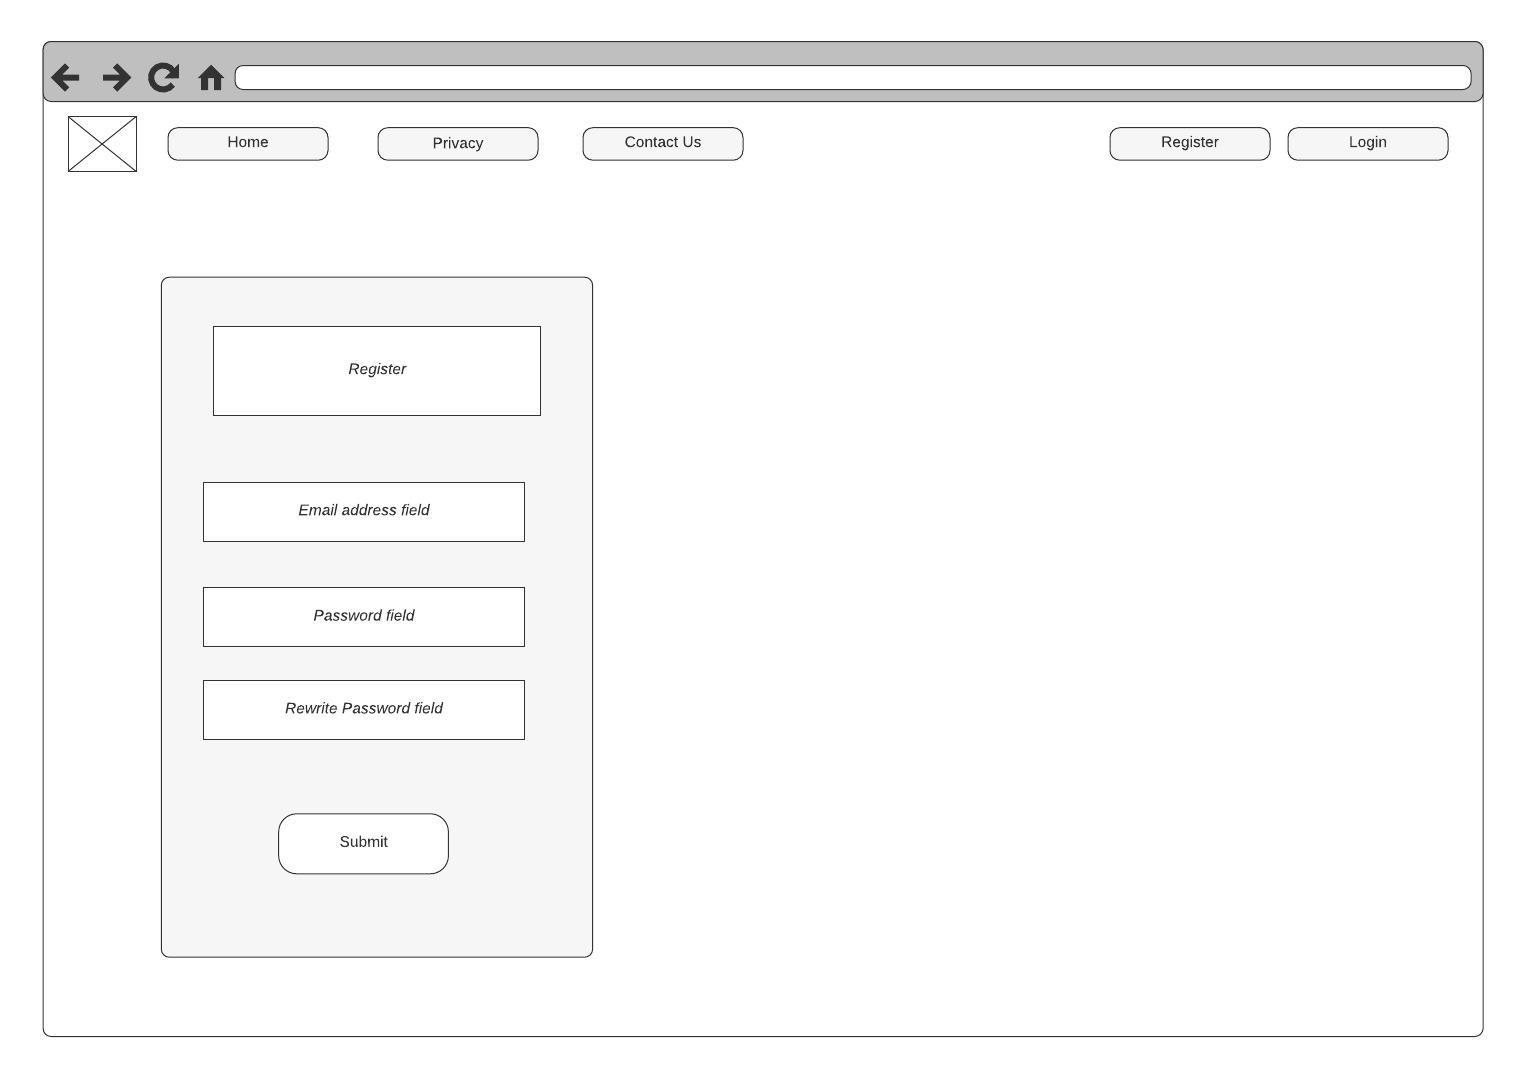 Home
Privacy
Contact Us
Register
Login
Register
Email address field
Password field
Rewrite Password field
Submit